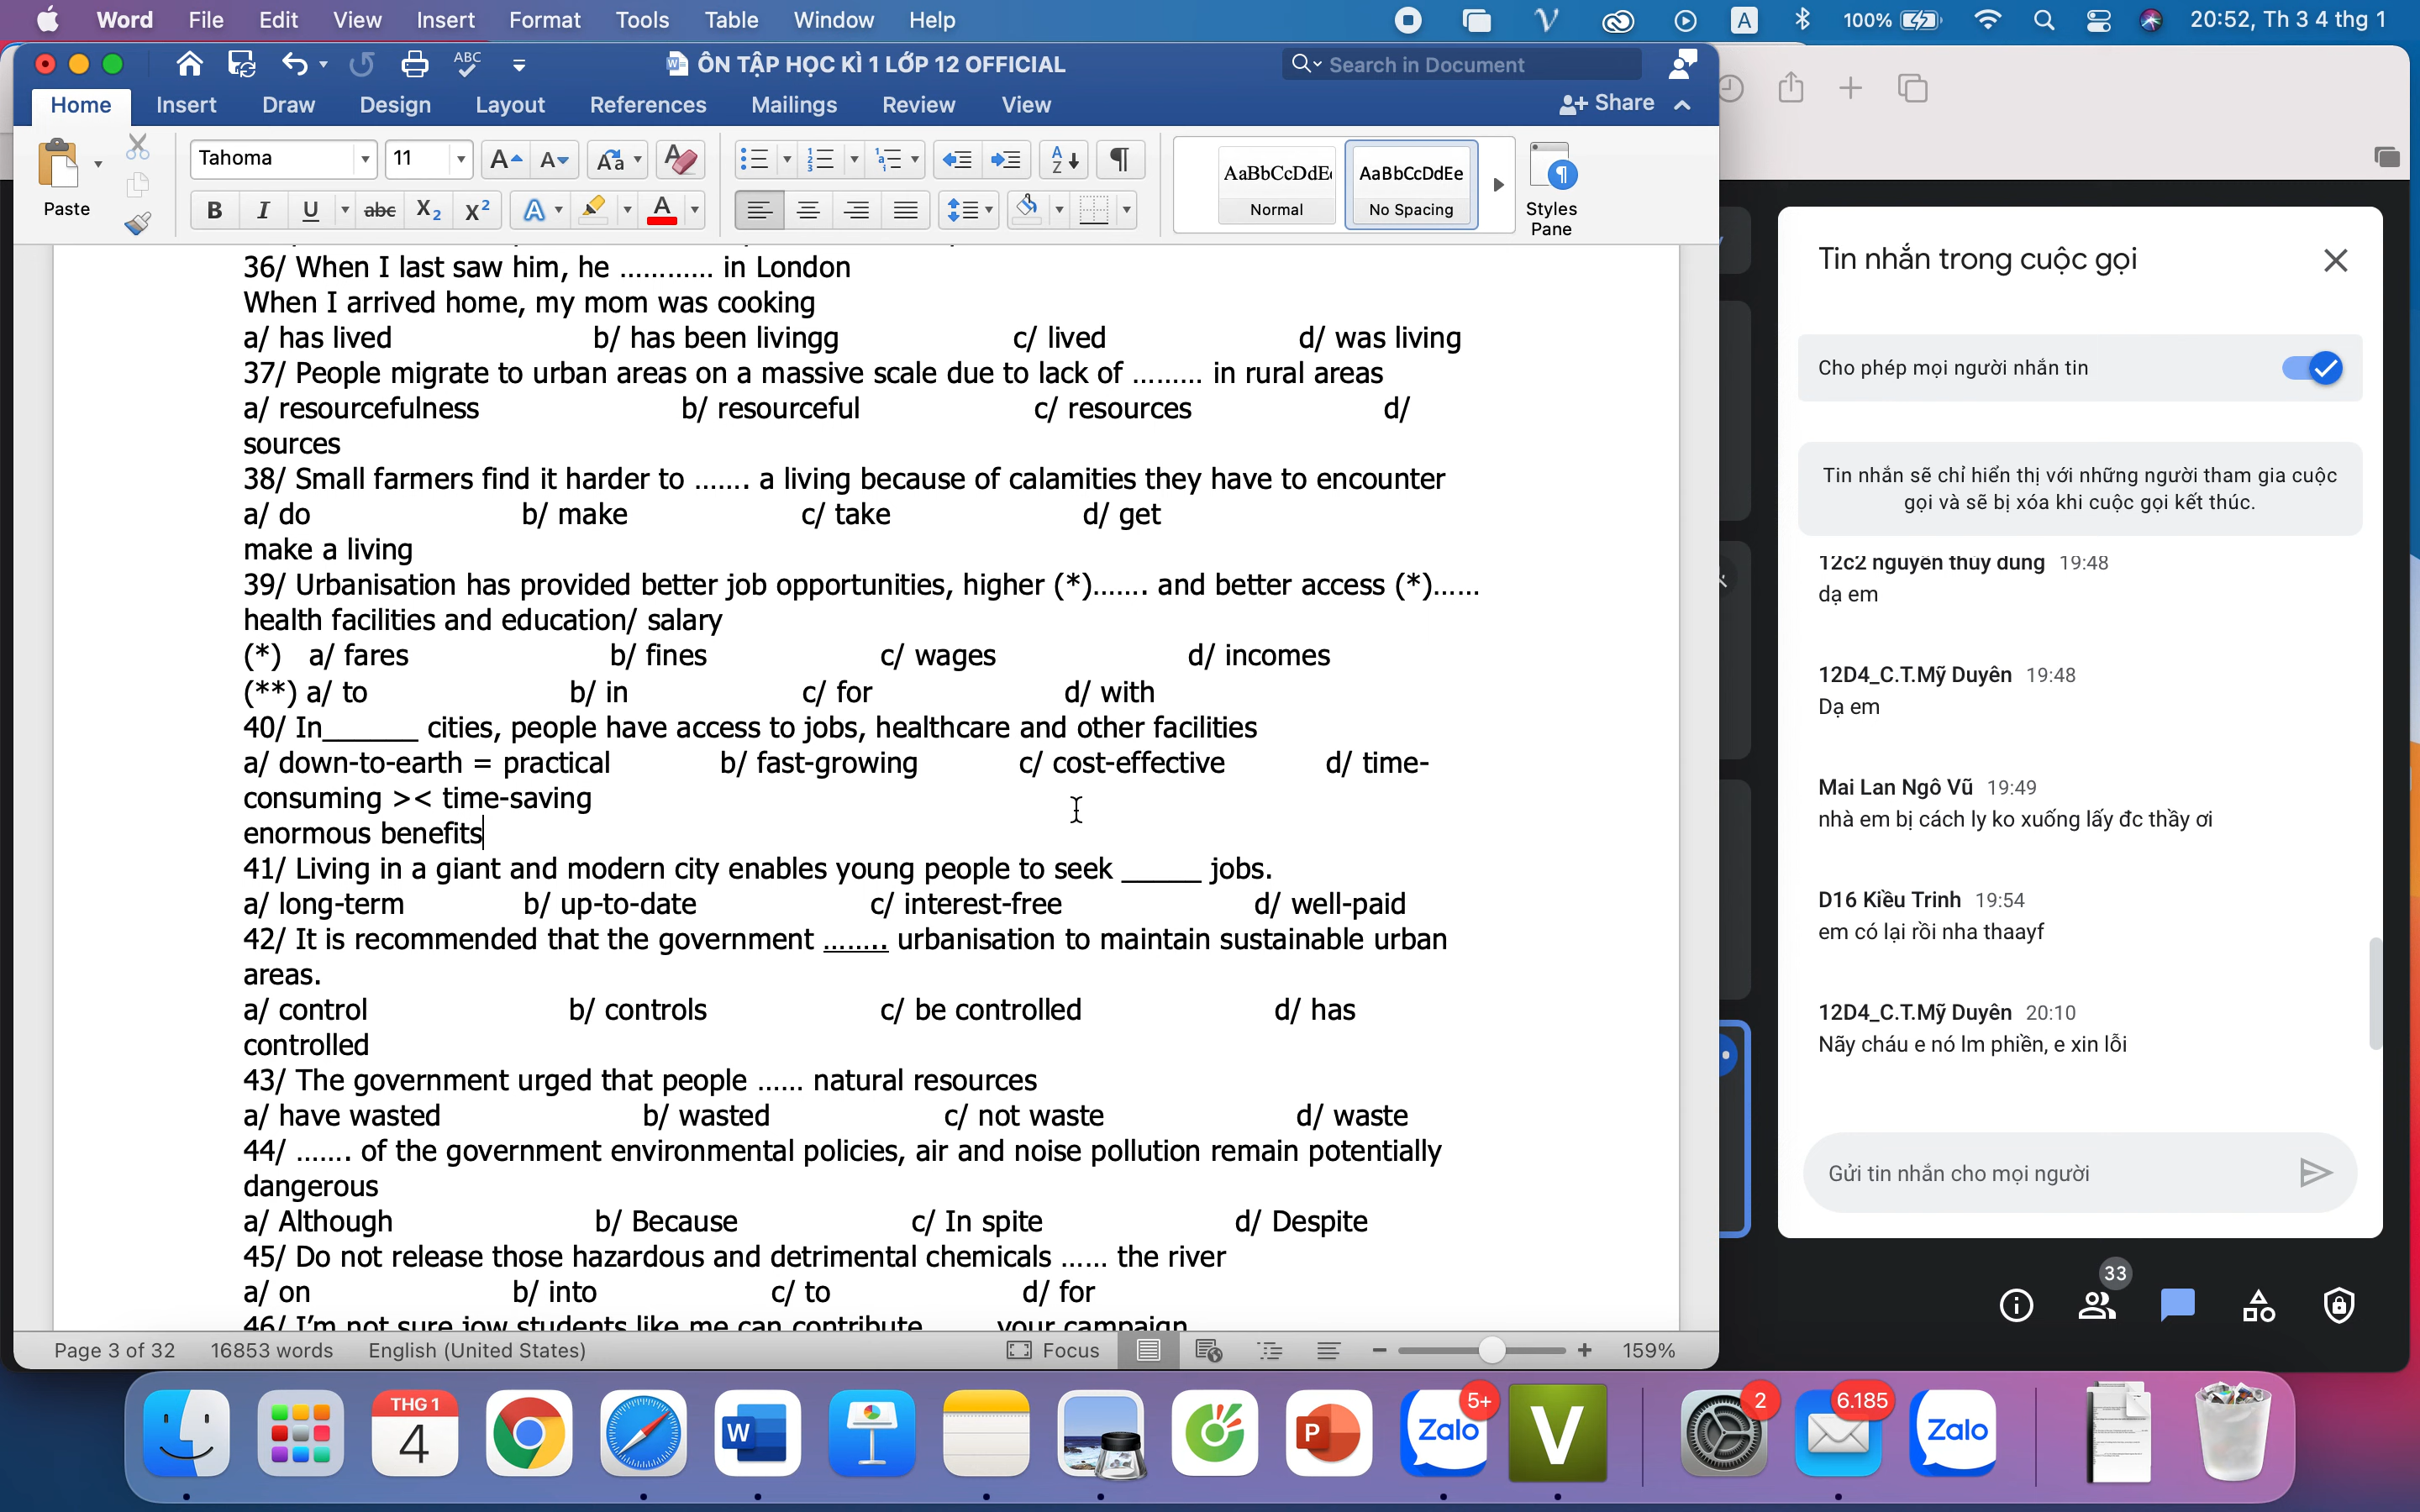 Word File Edit View Insert Format Tools Table Window Help 100% 20:52, Th 3 4 thg 1
ÔN TẬP HỌC KÌ 1 LỚP 12 OFFICIAL
Search in Document
Home Insert Draw Design Layout References Mailings Review View Share
Paste
Tahoma 11
AaBbCcDdE AaBbCcDdEe
Normal No Spacing
Styles Pane
36/ When I last saw him, he ............ in London
When I arrived home, my mom was cooking
a/ has lived b/ has been livingg c/ lived d/ was living
37/ People migrate to urban areas on a massive scale due to lack of ......... in rural areas
a/ resourcefulness b/ resourceful c/ resources d/
sources
38/ Small farmers find it harder to ....... a living because of calamities they have to encounter
a/ do b/ make c/ take d/ get
make a living
39/ Urbanisation has provided better job opportunities, higher (*)....... and better access (*)......
health facilities and education/ salary
(*) a/ fares b/ fines c/ wages d/ incomes
(**) a/ to b/ in c/ for d/ with
40/ In______ cities, people have access to jobs, healthcare and other facilities
a/ down-to-earth = practical b/ fast-growing c/ cost-effective d/ time-
consuming >< time-saving
enormous benefits
41/ Living in a giant and modern city enables young people to seek _____ jobs.
a/ long-term b/ up-to-date c/ interest-free d/ well-paid
42/ It is recommended that the government ........ urbanisation to maintain sustainable urban
areas.
a/ control b/ controls c/ be controlled d/ has
controlled
43/ The government urged that people ...... natural resources
a/ have wasted b/ wasted c/ not waste d/ waste
44/ ....... of the government environmental policies, air and noise pollution remain potentially
dangerous
a/ Although b/ Because c/ In spite d/ Despite
45/ Do not release those hazardous and detrimental chemicals ...... the river
a/ on b/ into c/ to d/ for
46/ I'm not sure jow students like me can contribute your campaign
Page 3 of 32 16853 words English (United States) Focus 159%
Tin nhắn trong cuộc gọi
Cho phép mọi người nhắn tin
Tin nhắn sẽ chỉ hiển thị với những người tham gia cuộc
gọi và sẽ bị xóa khi cuộc gọi kết thúc.
12c2 nguyễn thùy dung 19:48
dạ em
12D4_C.T.Mỹ Duyên 19:48
Dạ em
Mai Lan Ngô Vũ 19:49
nhà em bị cách ly ko xuống lấy đc thầy ơi
D16 Kiều Trinh 19:54
em có lại rồi nha thaayf
12D4_C.T.Mỹ Duyên 20:10
Nãy cháu e nó lm phiền, e xin lỗi
Gửi tin nhắn cho mọi người
33
THG 1
4
W
P
Zalo 5+
V
2
6.185
Zalo